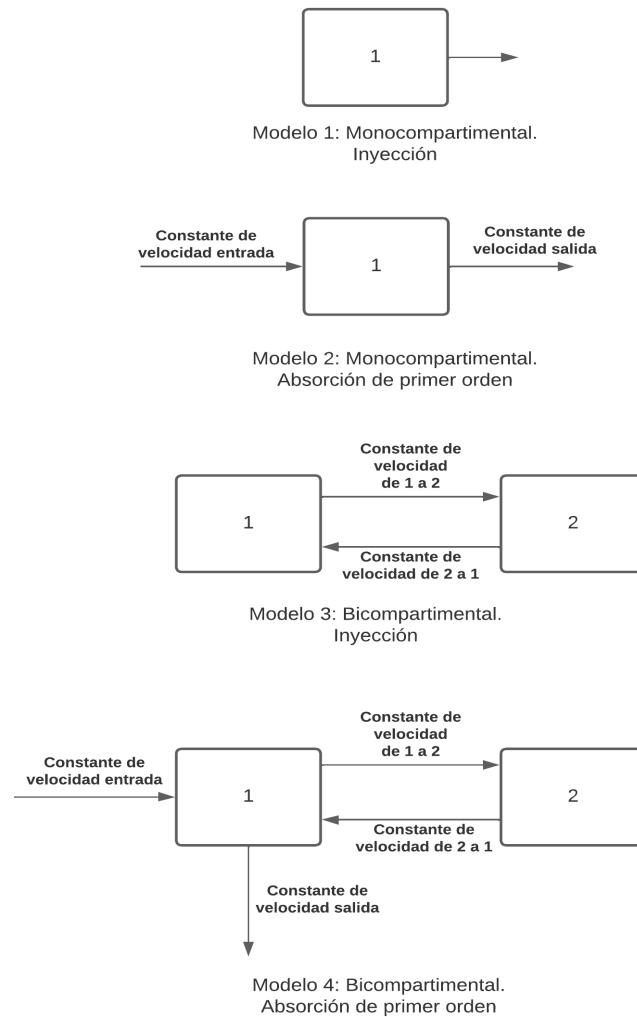 1
Modelo 1: Monocompartimental.
Inyección
Constante de
velocidad entrada
1
Constante de
velocidad salida
Modelo 2: Monocompartimental.
Absorción de primer orden
Constante de
velocidad
de 1 a 2
1
2
Constante de
velocidad de 2 a 1
Modelo 3: Bicompartimental.
Inyección
Constante de
velocidad
de 1 a 2
Constante de
velocidad entrada
1
2
Constante de
velocidad de 2 a 1
Constante de
velocidad salida
Modelo 4: Bicompartimental.
Absorción de primer orden